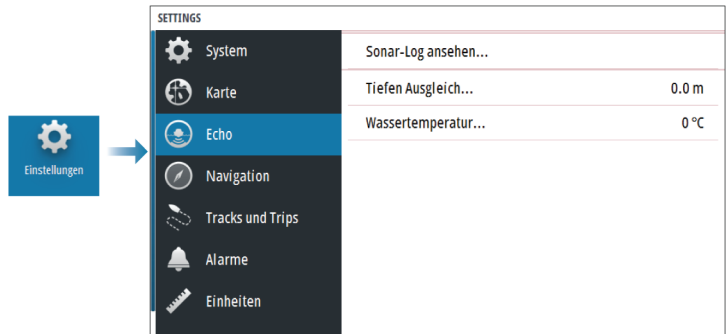 SETTINGS
System
Karte
Echo
Navigation
Tracks und Trips
Alarme
Einheiten
Sonar-Log ansehen...
Tiefen Ausgleich... 0.0 m
Wassertemperatur... 0 °C
Einstellungen